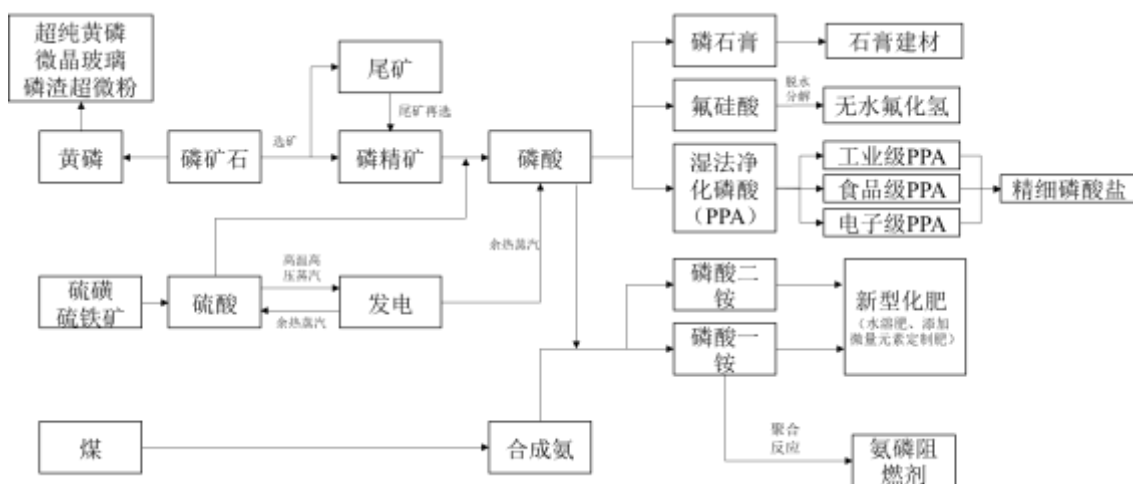 超纯黄磷
微晶玻璃
磷渣超微粉
黄磷
磷矿石
选矿
尾矿
尾矿再选
磷精矿
磷酸
磷石膏
石膏建材
氟硅酸
脱水
分解
无水氟化氢
湿法净
化磷酸
（PPA）
工业级PPA
食品级PPA
电子级PPA
精细磷酸盐
硫磺
硫铁矿
硫酸
高温高
压蒸汽
余热蒸汽
发电
余热蒸汽
磷酸二
铵
磷酸一
铵
新型化肥
（水溶肥、添加
微量元素定制肥）
煤
合成氨
聚合
反应
氨磷阻
燃剂